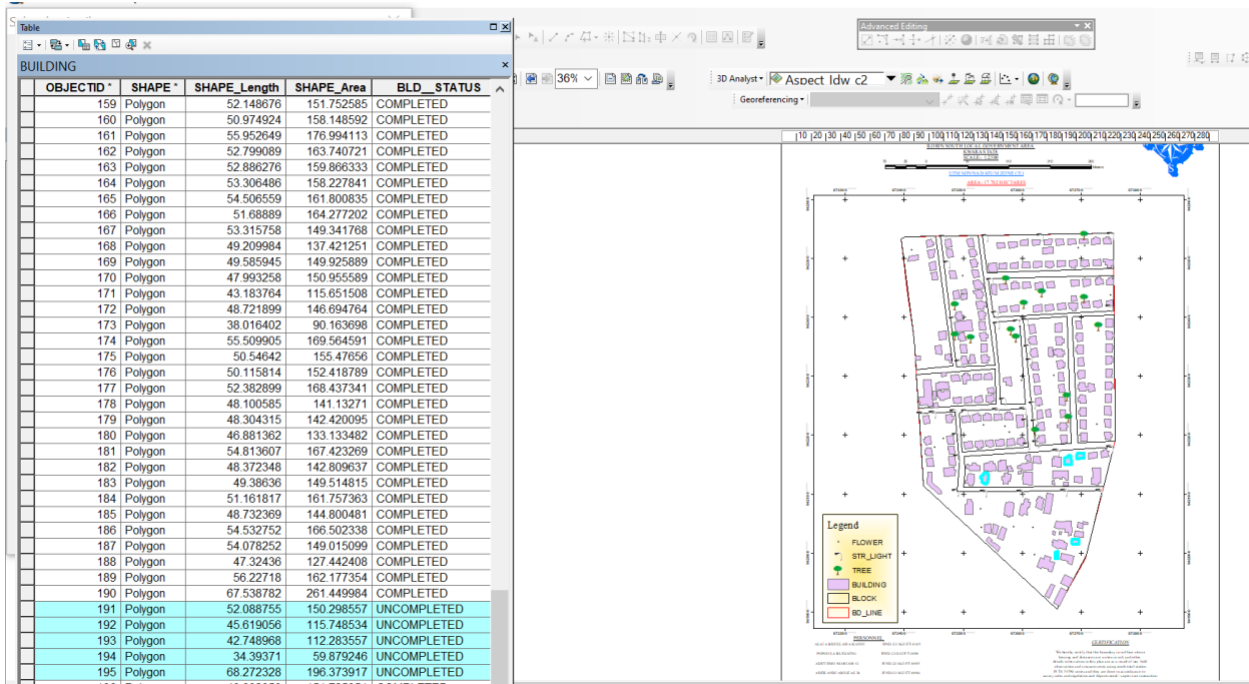 Table
BUILDING
OBJECTID * SHAPE * SHAPE_Length SHAPE_Area BLD__STATUS
159 Polygon 52.148676 151.752585 COMPLETED
160 Polygon 50.974924 158.148592 COMPLETED
161 Polygon 55.952649 176.994113 COMPLETED
162 Polygon 52.799089 163.740721 COMPLETED
163 Polygon 52.886276 159.866333 COMPLETED
164 Polygon 53.306486 158.227841 COMPLETED
165 Polygon 54.506559 161.800835 COMPLETED
166 Polygon 51.68889 164.277202 COMPLETED
167 Polygon 53.315758 149.341768 COMPLETED
168 Polygon 49.209984 137.421251 COMPLETED
169 Polygon 49.585945 149.925889 COMPLETED
170 Polygon 47.993258 150.955589 COMPLETED
171 Polygon 43.183764 115.651508 COMPLETED
172 Polygon 48.721899 146.694764 COMPLETED
173 Polygon 38.016402 90.163698 COMPLETED
174 Polygon 55.509905 169.564591 COMPLETED
175 Polygon 50.54642 155.47656 COMPLETED
176 Polygon 50.115814 152.418789 COMPLETED
177 Polygon 52.382899 168.437341 COMPLETED
178 Polygon 48.100585 141.13271 COMPLETED
179 Polygon 48.304315 142.420095 COMPLETED
180 Polygon 46.881362 133.133482 COMPLETED
181 Polygon 54.813607 167.423269 COMPLETED
182 Polygon 48.372348 142.809637 COMPLETED
183 Polygon 49.38636 149.514815 COMPLETED
184 Polygon 51.161817 161.757363 COMPLETED
185 Polygon 48.732369 144.800481 COMPLETED
186 Polygon 54.532752 166.502338 COMPLETED
187 Polygon 54.078252 149.015099 COMPLETED
188 Polygon 47.32436 127.442408 COMPLETED
189 Polygon 56.22718 162.177354 COMPLETED
190 Polygon 67.538782 261.449984 COMPLETED
191 Polygon 52.088755 150.298557 UNCOMPLETED
192 Polygon 45.619056 115.748534 UNCOMPLETED
193 Polygon 42.748968 112.283557 UNCOMPLETED
194 Polygon 34.39371 59.879246 UNCOMPLETED
195 Polygon 68.272328 196.373917 UNCOMPLETED
Advanced Editing
36%
3D Analyst
Aspect_Idw_c2
Georeferencing
10 20 30 40 50 60 70 80 90 100 110 120 130 140 150 160 170 180 190 200 210 220 230 240 250 260 270 280
Legend
FLOWER
STR_LIGHT
TREE
BUILDING
BLOCK
BD_LINE
PERSONNEL
CERTIFICATION